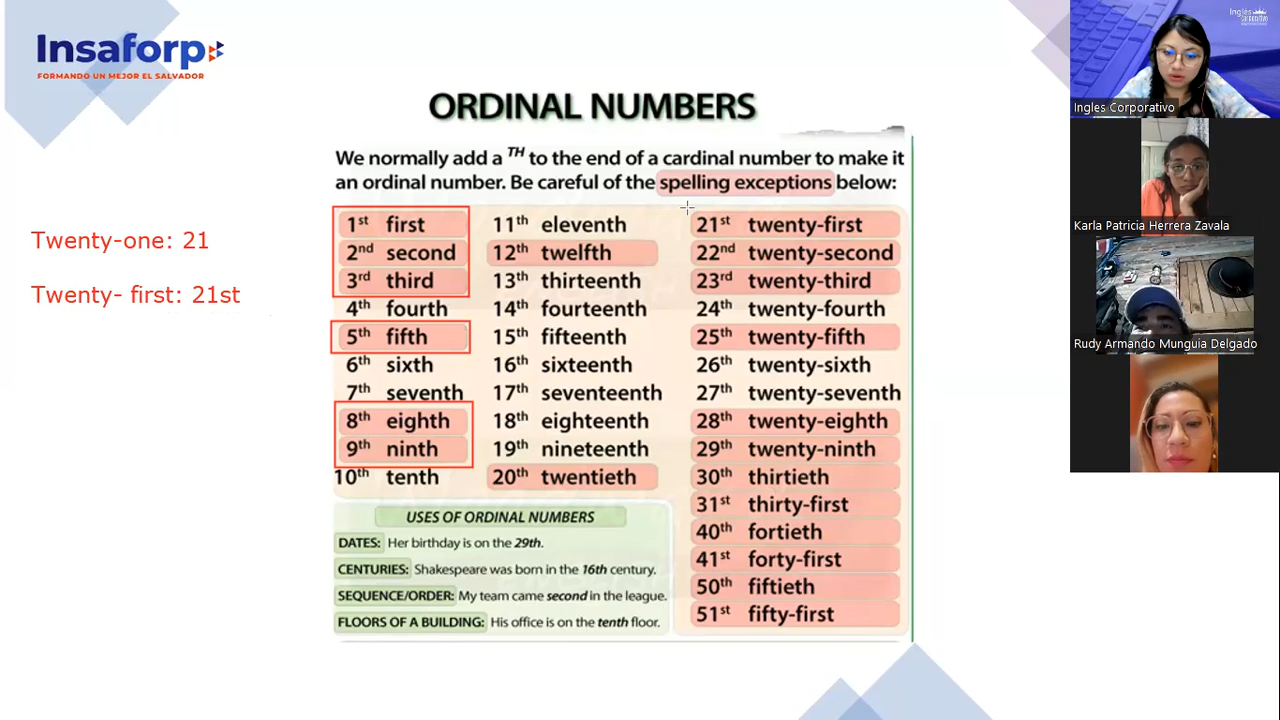 Insaforp
FORMANDO UN MEJOR EL SALVADOR
ORDINAL NUMBERS
We normally add a TH to the end of a cardinal number to make it
an ordinal number. Be careful of the spelling exceptions below:
Twenty-one: 21
Twenty- first: 21st
1st first
2nd second
3rd third
4th fourth
5th fifth
6th sixth
7th seventh
8th eighth
9th ninth
10th tenth
11th eleventh
12th twelfth
13th thirteenth
14th fourteenth
15th fifteenth
16th sixteenth
17th seventeenth
18th eighteenth
19th nineteenth
20th twentieth
21st twenty-first
22nd twenty-second
23rd twenty-third
24th twenty-fourth
25th twenty-fifth
26th twenty-sixth
27th twenty-seventh
28th twenty-eighth
29th twenty-ninth
30th thirtieth
31st thirty-first
40th fortieth
41st forty-first
50th fiftieth
51st fifty-first
USES OF ORDINAL NUMBERS
DATES: Her birthday is on the 29th.
CENTURIES: Shakespeare was born in the 16th century.
SEQUENCE/ORDER: My team came second in the league.
FLOORS OF A BUILDING: His office is on the tenth floor.
Ingles Corporativo
Karla Patricia Herrera Zavala
Rudy Armando Munguia Delgado